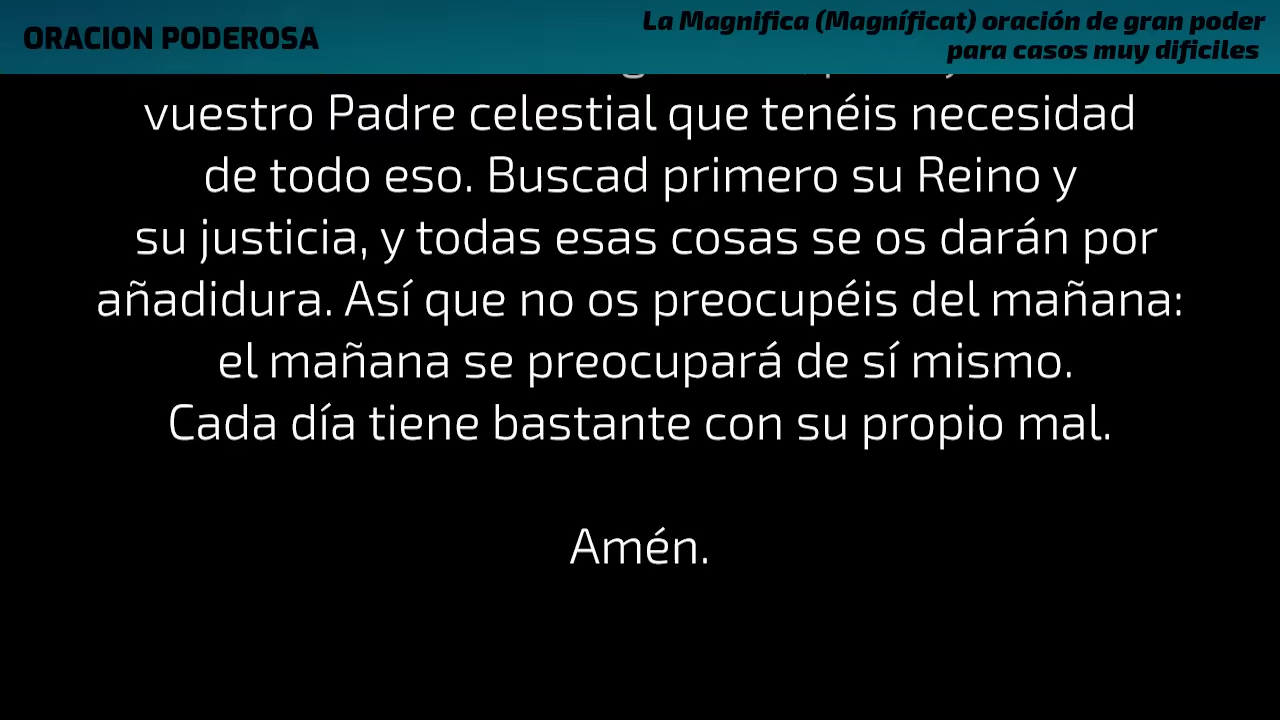 ORACION PODEROSA
La Magnifica (Magníficat) oración de gran poder
para casos muy dificiles
vuestro Padre celestial que tenéis necesidad
de todo eso. Buscad primero su Reino y
su justicia, y todas esas cosas se os darán por
añadidura. Así que no os preocupéis del mañana:
el mañana se preocupará de sí mismo.
Cada día tiene bastante con su propio mal.
Amén.